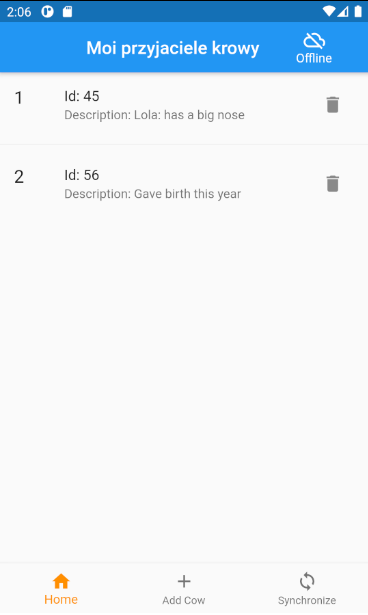 2:06
Moi przyjaciele krowy
Offline
1
Id: 45
Description: Lola: has a big nose
2
Id: 56
Description: Gave birth this year
Home
Add Cow
Synchronize